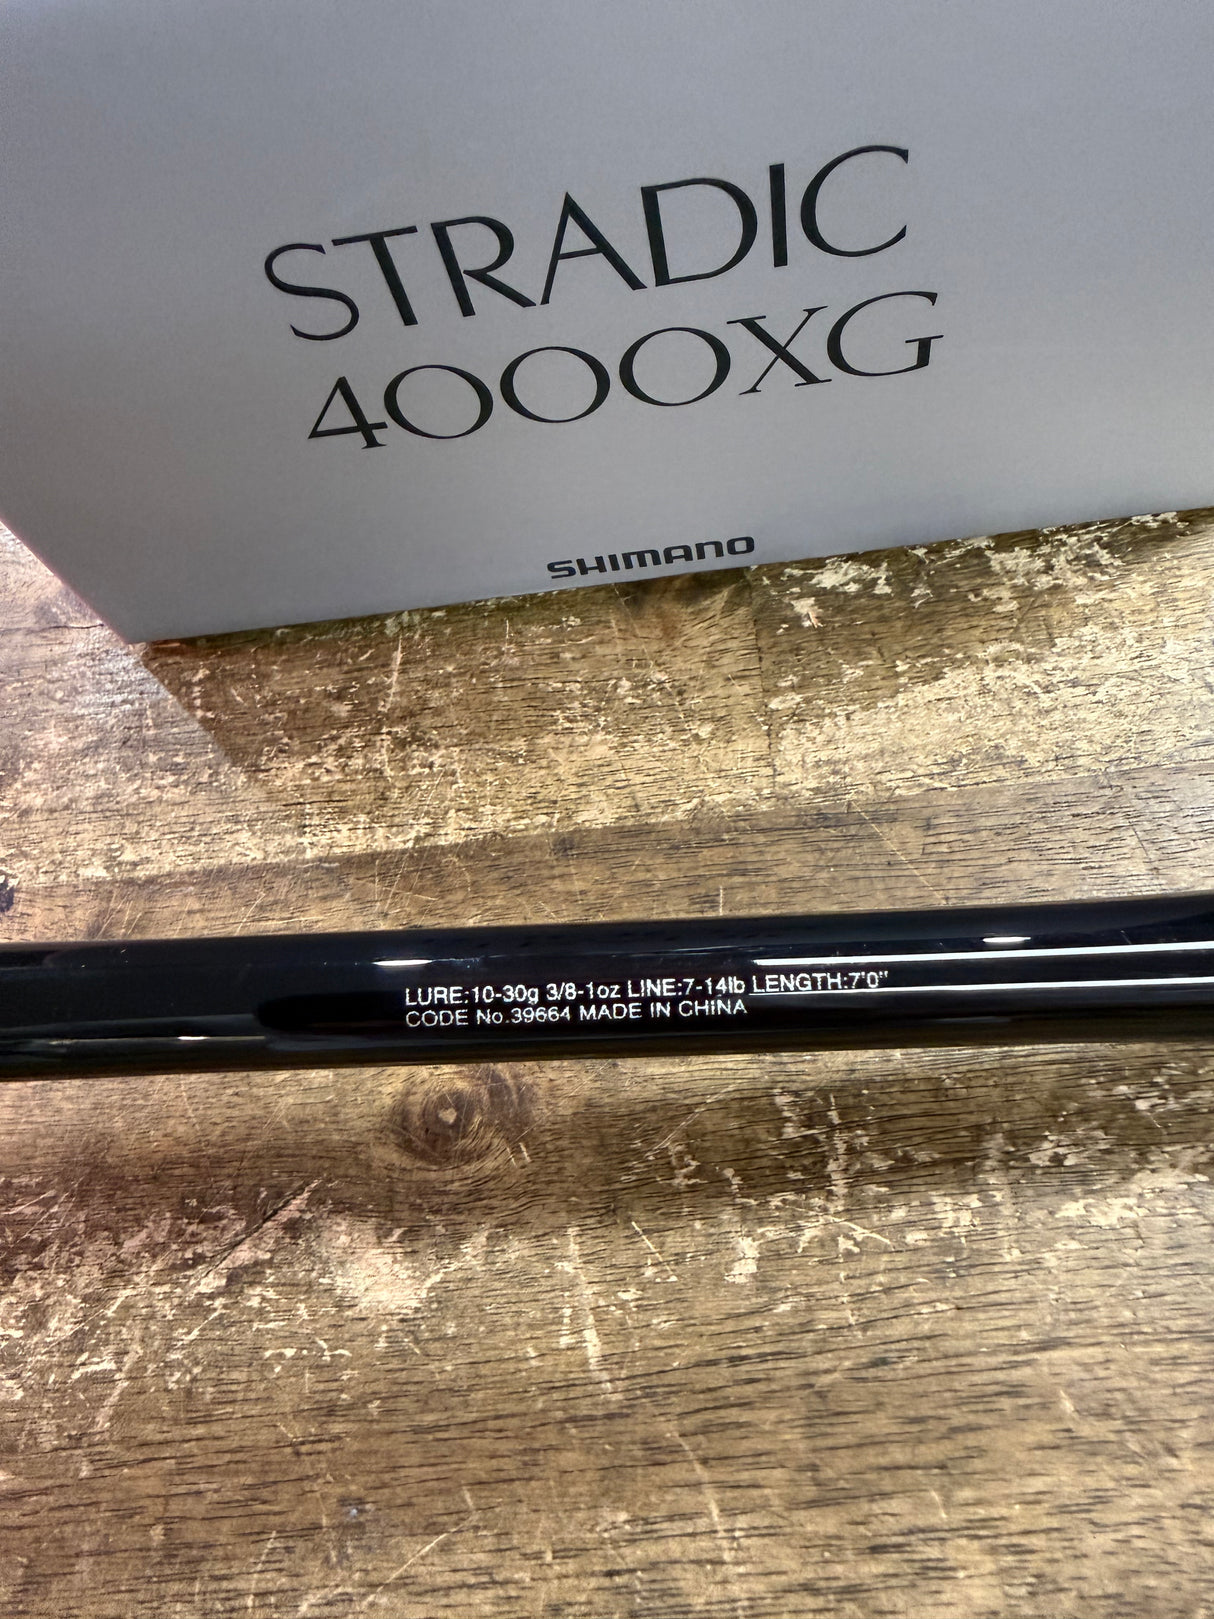 STRADIC
4000XG
SHIMANO
LURE:10-30g 3/8-1oz LINE:7-14lb LENGTH:7'0"
CODE No.39664 MADE IN CHINA